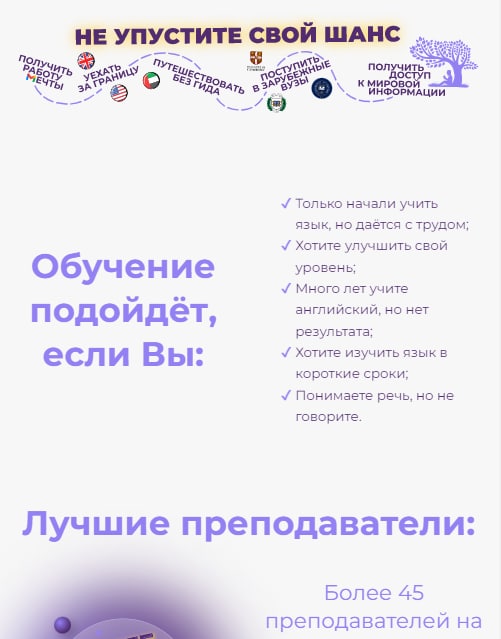 НЕ УПУСТИТЕ СВОЙ ШАНС
ПОЛУЧИТЬ
РАБОТУ
МЕЧТЫ
УЕХАТЬ
ЗА ГРАНИЦУ
ПУТЕШЕСТВОВАТЬ
БЕЗ ГИДА
ПОСТУПИТЬ
В ЗАРУБЕЖНЫЕ
ВУЗЫ
ПОЛУЧИТЬ
ДОСТУП
К МИРОВОЙ
ИНФОРМАЦИИ
Обучение
подойдёт,
если Вы:
Только начали учить
язык, но даётся с трудом;
Хотите улучшить свой
уровень;
Много лет учите
английский, но нет
результата;
Хотите изучить язык в
короткие сроки;
Понимаете речь, но не
говорите.
Лучшие преподаватели:
Более 45
преподавателей на